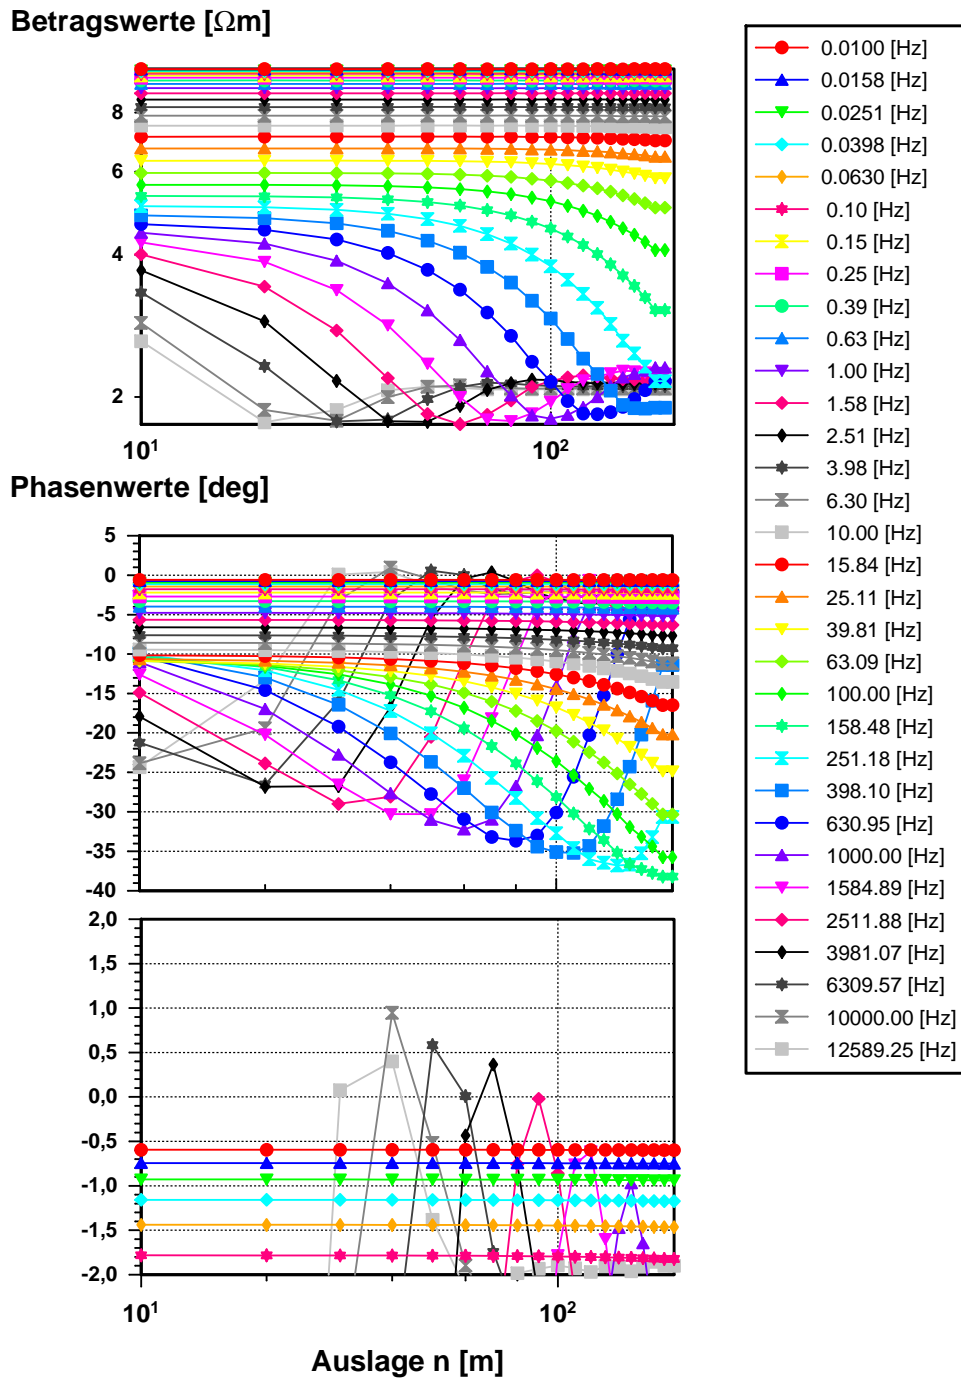 Betragswerte [Ωm]
8
6
4
2
10¹ 10²
Phasenwerte [deg]
5
0
-5
-10
-15
-20
-25
-30
-35
-40
2,0
1,5
1,0
0,5
0,0
-0,5
-1,0
-1,5
-2,0
10¹ 10²
Auslage n [m]
0.0100 [Hz]
0.0158 [Hz]
0.0251 [Hz]
0.0398 [Hz]
0.0630 [Hz]
0.10 [Hz]
0.15 [Hz]
0.25 [Hz]
0.39 [Hz]
0.63 [Hz]
1.00 [Hz]
1.58 [Hz]
2.51 [Hz]
3.98 [Hz]
6.30 [Hz]
10.00 [Hz]
15.84 [Hz]
25.11 [Hz]
39.81 [Hz]
63.09 [Hz]
100.00 [Hz]
158.48 [Hz]
251.18 [Hz]
398.10 [Hz]
630.95 [Hz]
1000.00 [Hz]
1584.89 [Hz]
2511.88 [Hz]
3981.07 [Hz]
6309.57 [Hz]
10000.00 [Hz]
12589.25 [Hz]